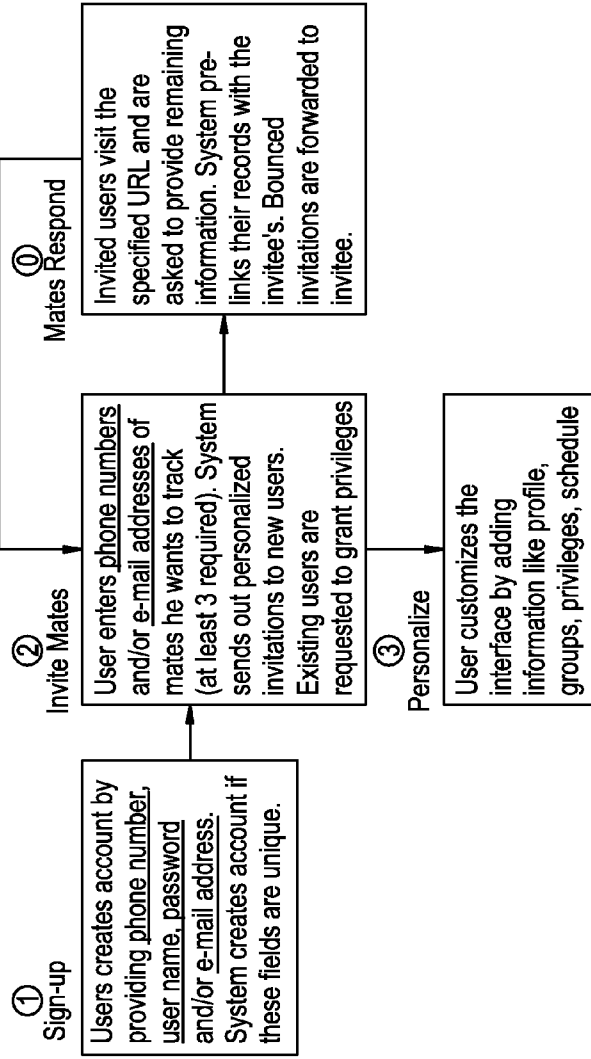 ①
Sign-up
Users creates account by
providing phone number,
user name, password
and/or e-mail address.
System creates account if
these fields are unique.
②
Invite Mates
User enters phone numbers
and/or e-mail addresses of
mates he wants to track
(at least 3 required). System
sends out personalized
invitations to new users.
Existing users are
requested to grant privileges
⓪
Mates Respond
Invited users visit the
specified URL and are
asked to provide remaining
information. System pre-
links their records with the
invitee's. Bounced
invitations are forwarded to
invitee.
③
Personalize
User customizes the
interface by adding
information like profile,
groups, privileges, schedule